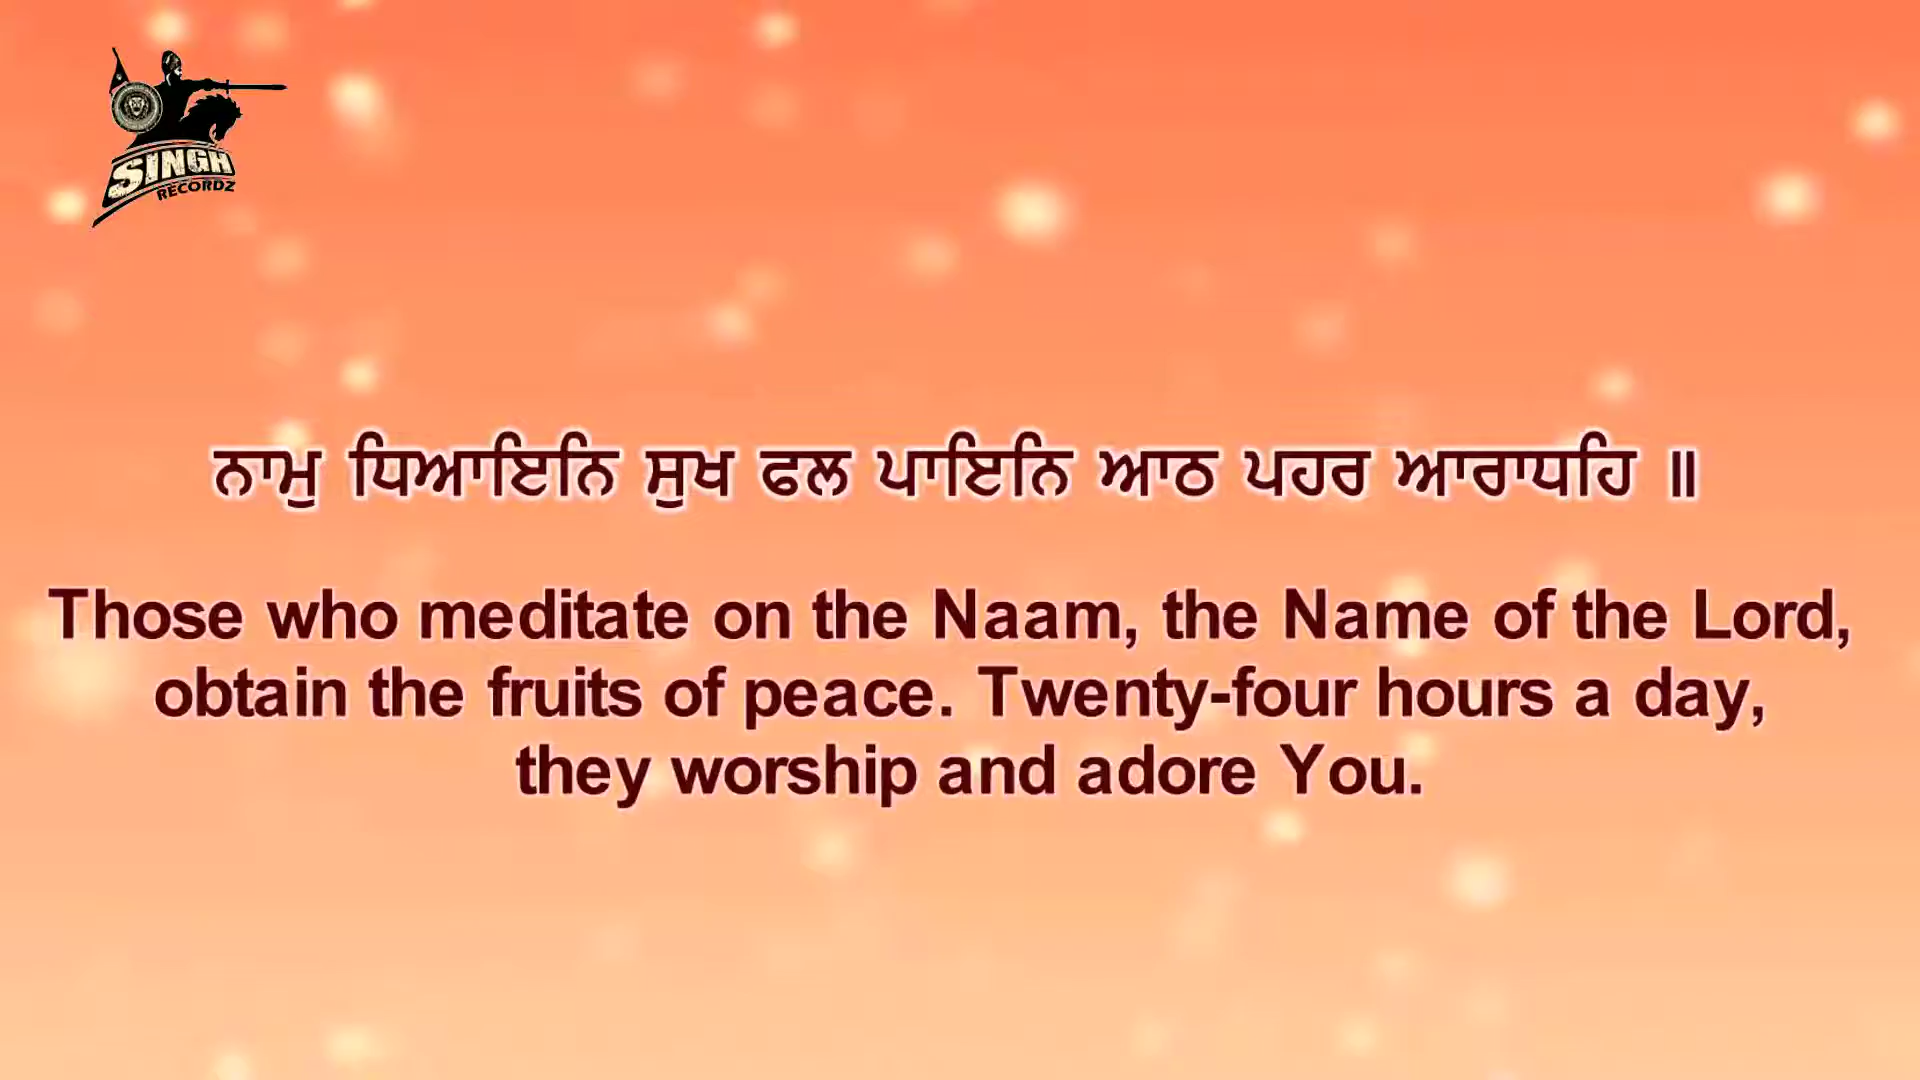 SINGH
RECORDZ
ਨਾਮੁ ਧਿਆਇਨਿ ਸੁਖ ਫਲ ਪਾਇਨਿ ਆਠ ਪਹਰ ਆਰਾਧਹਿ ॥
Those who meditate on the Naam, the Name of the Lord,
obtain the fruits of peace. Twenty-four hours a day,
they worship and adore You.